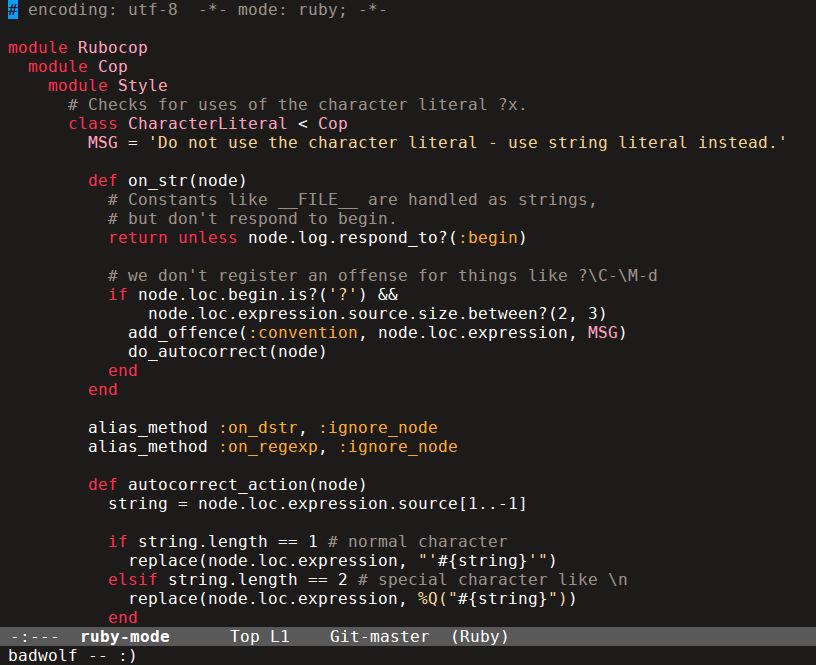 # encoding: utf-8  -*- mode: ruby; -*-

module Rubocop
  module Cop
    module Style
      # Checks for uses of the character literal ?x.
      class CharacterLiteral < Cop
        MSG = 'Do not use the character literal - use string literal instead.'

        def on_str(node)
          # Constants like __FILE__ are handled as strings,
          # but don't respond to begin.
          return unless node.log.respond_to?(:begin)

          # we don't register an offense for things like ?\C-\M-d
          if node.loc.begin.is?('?') &&
              node.loc.expression.source.size.between?(2, 3)
            add_offence(:convention, node.loc.expression, MSG)
            do_autocorrect(node)
          end
        end

        alias_method :on_dstr, :ignore_node
        alias_method :on_regexp, :ignore_node

        def autocorrect_action(node)
          string = node.loc.expression.source[1..-1]

          if string.length == 1 # normal character
            replace(node.loc.expression, "'#{string}'")
          elsif string.length == 2 # special character like \n
            replace(node.loc.expression, %Q("#{string}"))
          end
-:---  ruby-mode      Top L1    Git-master  (Ruby)
badwolf -- :)